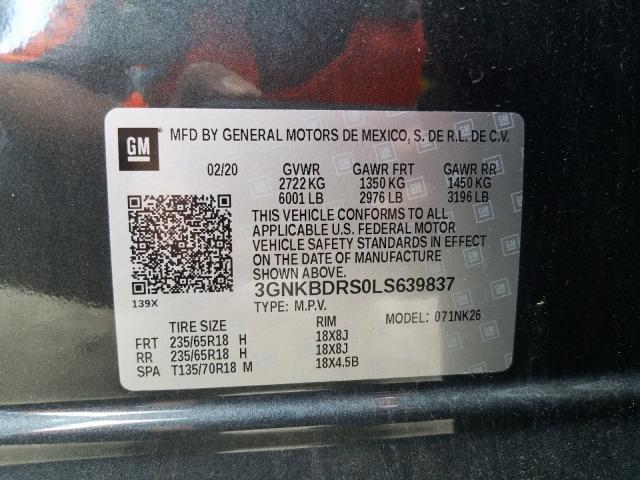 GM
MFD BY GENERAL MOTORS DE MEXICO, S. DE R.L. DE C.V.
02/20 GVWR GAWR FRT GAWR RR
2722 KG 1350 KG 1450 KG
6001 LB 2976 LB 3196 LB
THIS VEHICLE CONFORMS TO ALL
APPLICABLE U.S. FEDERAL MOTOR
VEHICLE SAFETY STANDARDS IN EFFECT
ON THE DATE OF MANUFACTURE
SHOWN ABOVE.
139X
3GNKBDRS0LS639837
TYPE: M.P.V. MODEL: 071NK26
TIRE SIZE RIM
FRT 235/65R18 H 18X8J
RR 235/65R18 H 18X8J
SPA T135/70R18 M 18X4.5B